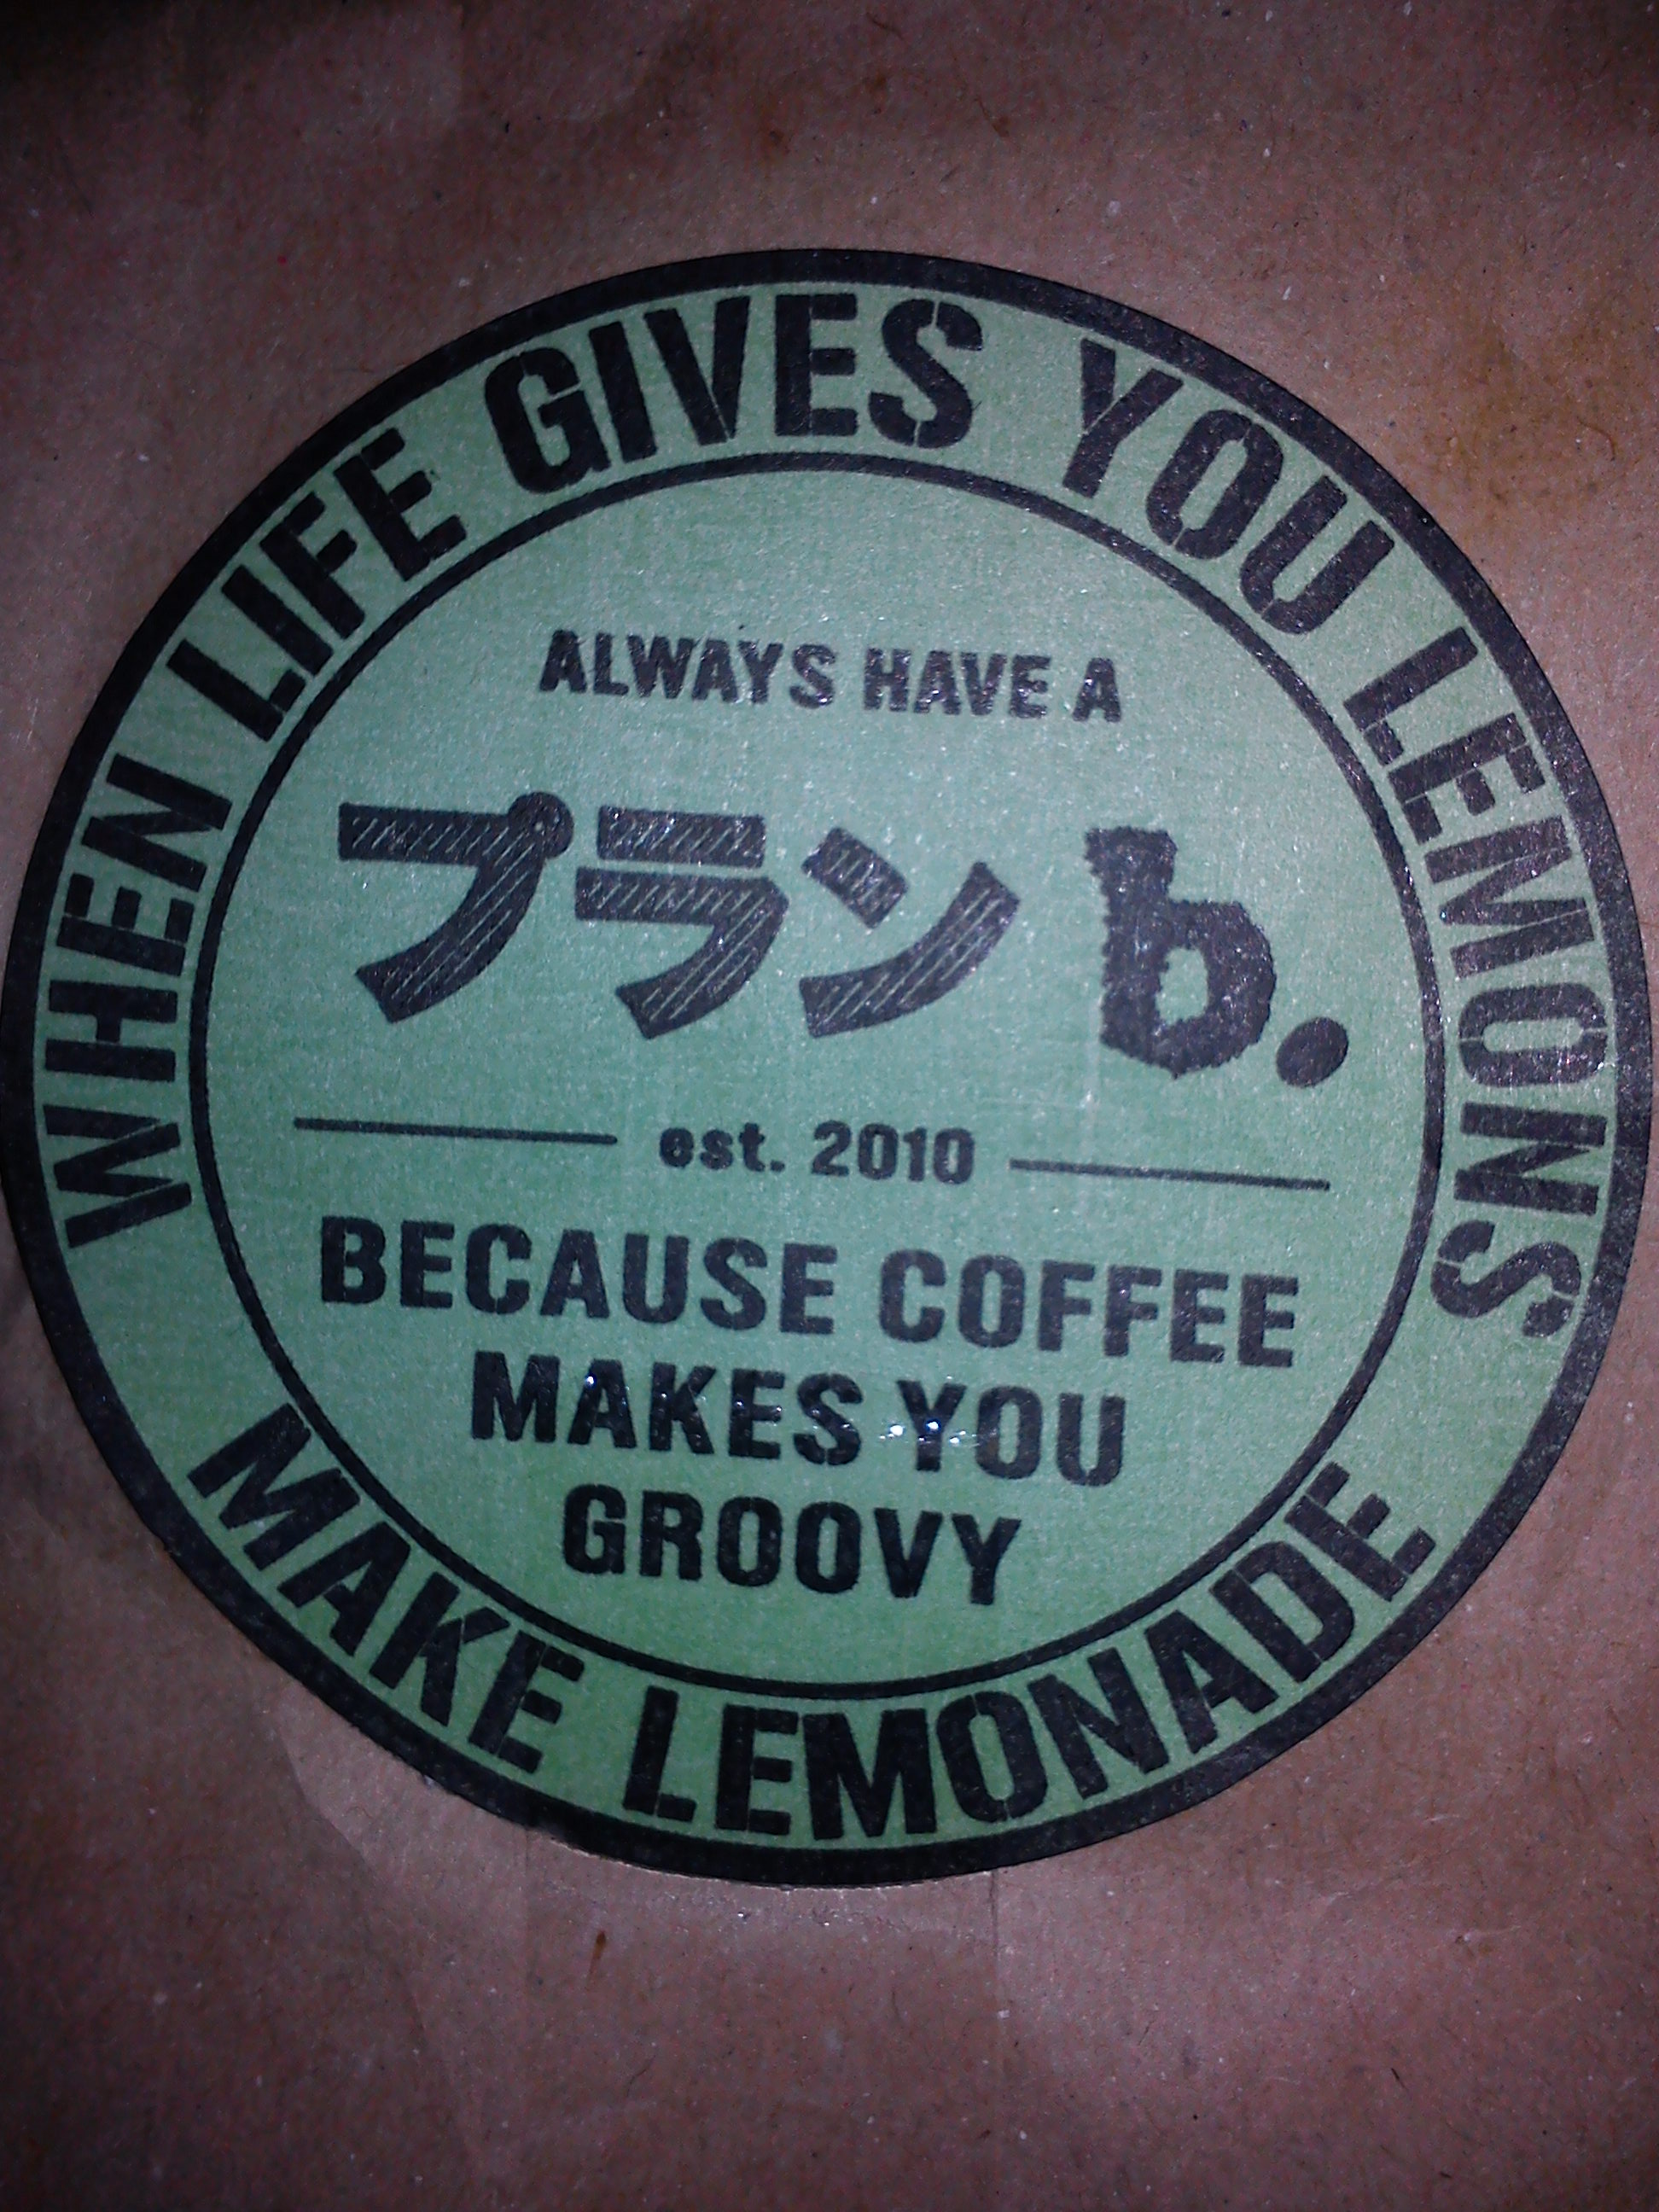 WHEN LIFE GIVES YOU LEMONS
ALWAYS HAVE A
プラン b.
est. 2010
BECAUSE COFFEE
MAKES YOU
GROOVY
MAKE LEMONADE